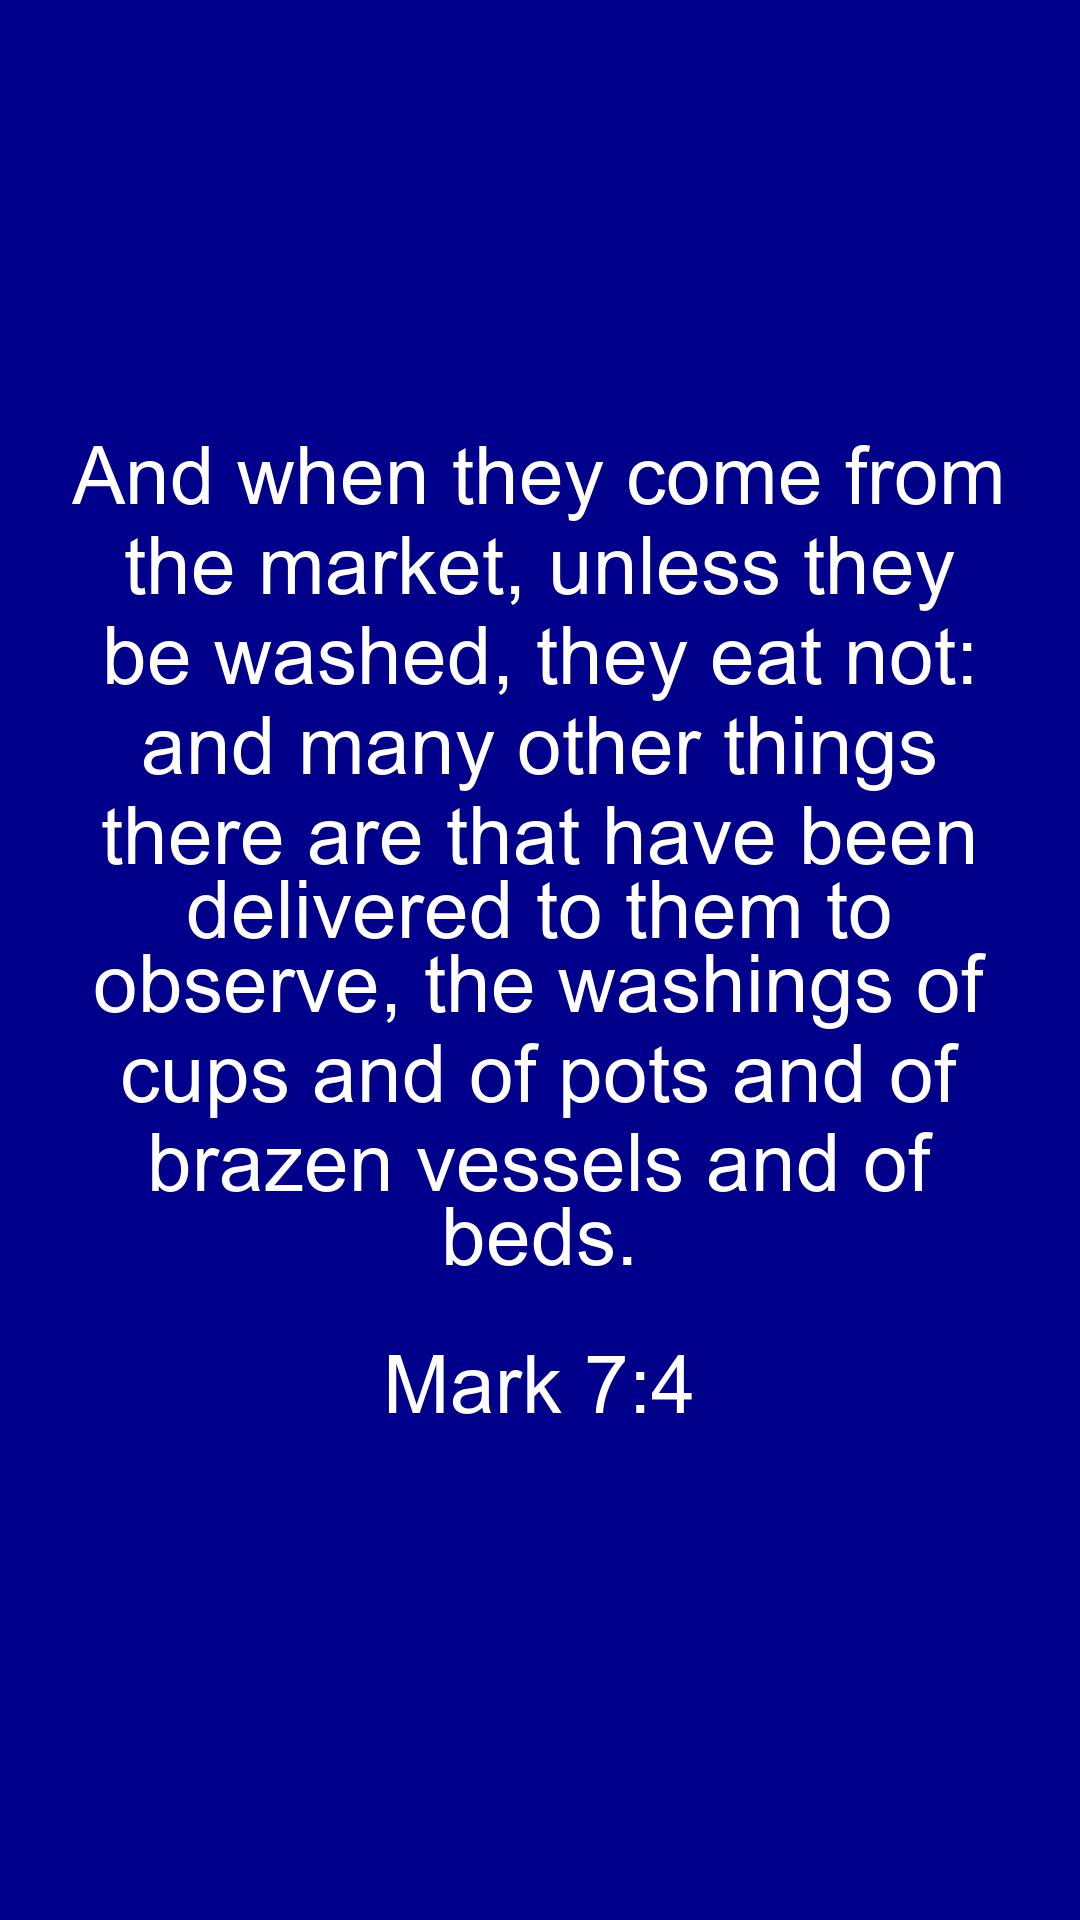 And when they come from
the market, unless they
be washed, they eat not:
and many other things
there are that have been
delivered to them to
observe, the washings of
cups and of pots and of
brazen vessels and of
beds.
Mark 7:4